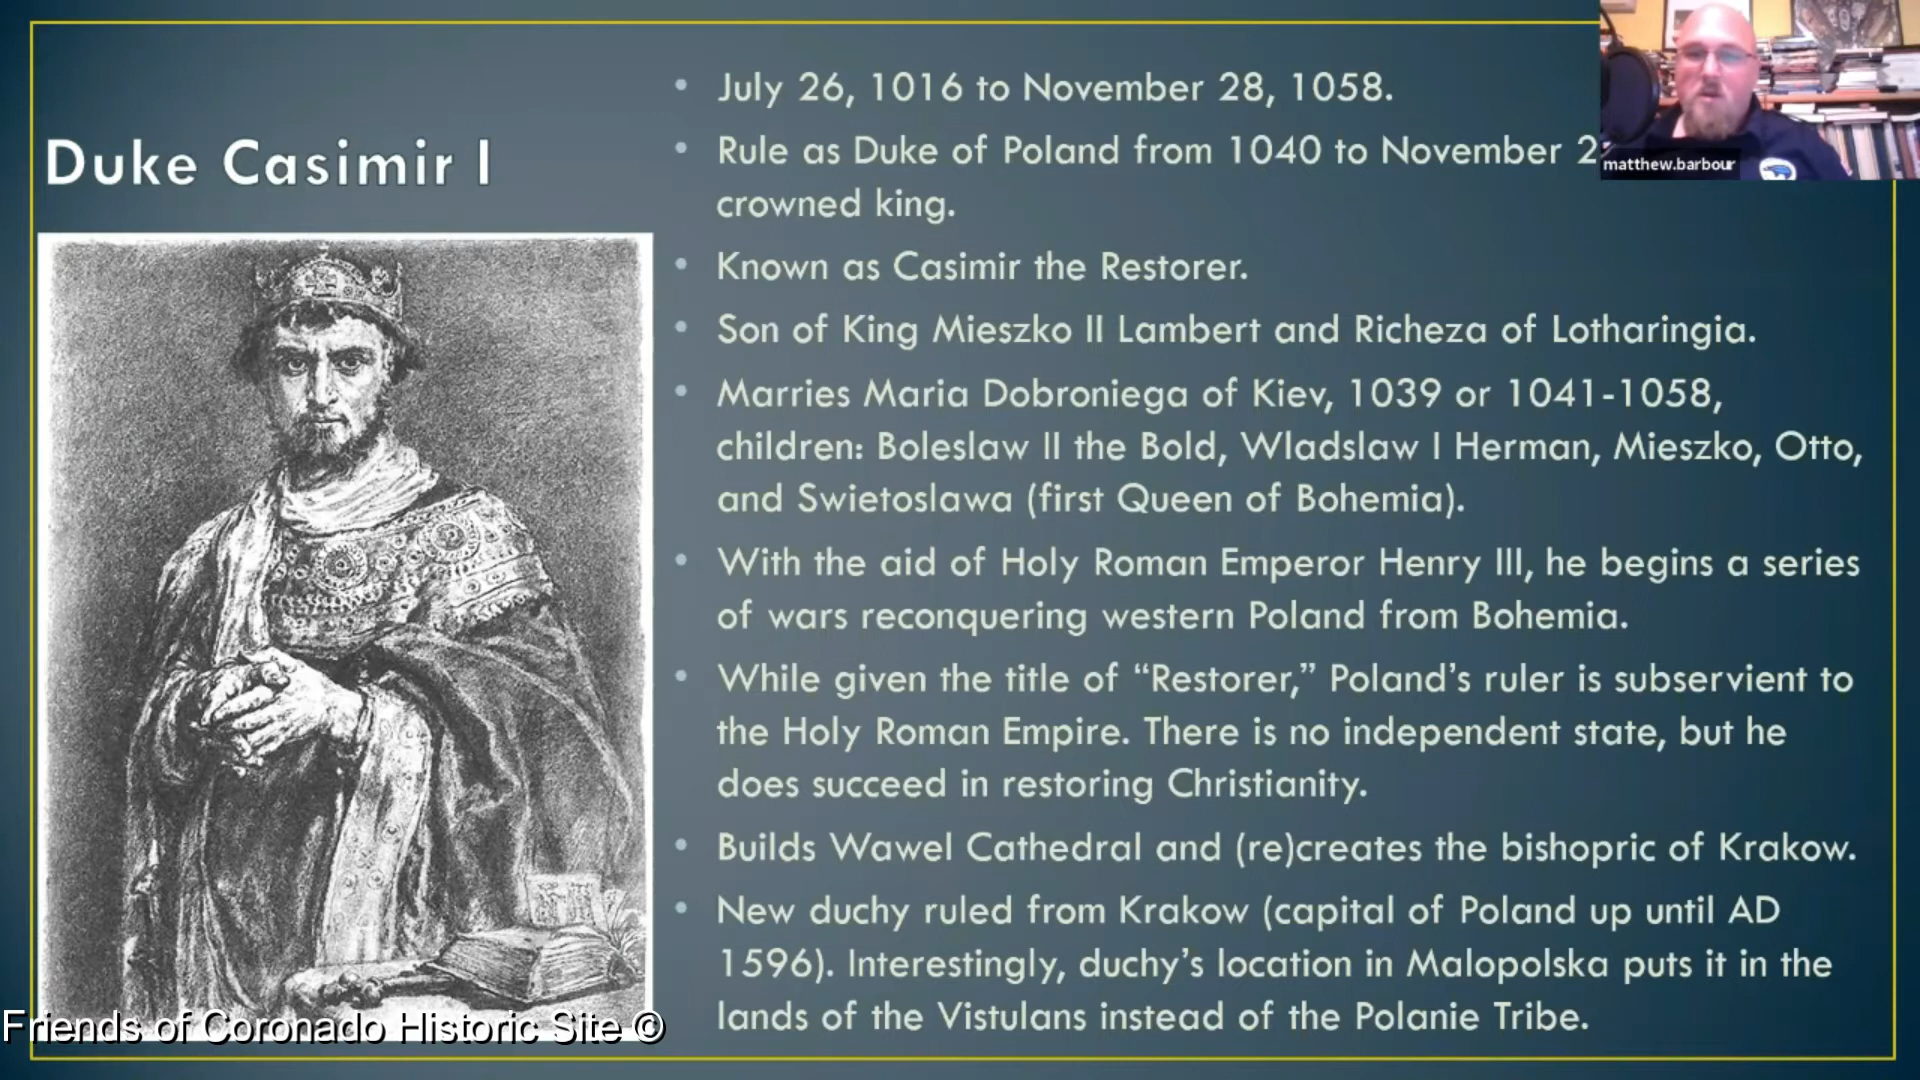 Duke Casimir I
• July 26, 1016 to November 28, 1058.
• Rule as Duke of Poland from 1040 to November
crowned king.
• Known as Casimir the Restorer.
• Son of King Mieszko II Lambert and Richeza of Lotharingia.
• Marries Maria Dobroniega of Kiev, 1039 or 1041-1058,
children: Boleslaw II the Bold, Wladslaw I Herman, Mieszko, Otto,
and Swietoslawa (first Queen of Bohemia).
• With the aid of Holy Roman Emperor Henry III, he begins a series
of wars reconquering western Poland from Bohemia.
• While given the title of “Restorer,” Poland’s ruler is subservient to
the Holy Roman Empire. There is no independent state, but he
does succeed in restoring Christianity.
• Builds Wawel Cathedral and (re)creates the bishopric of Krakow.
• New duchy ruled from Krakow (capital of Poland up until AD
1596). Interestingly, duchy’s location in Malopolska puts it in the
lands of the Vistulans instead of the Polanie Tribe.
matthew.barbour
Friends of Coronado Historic Site ©